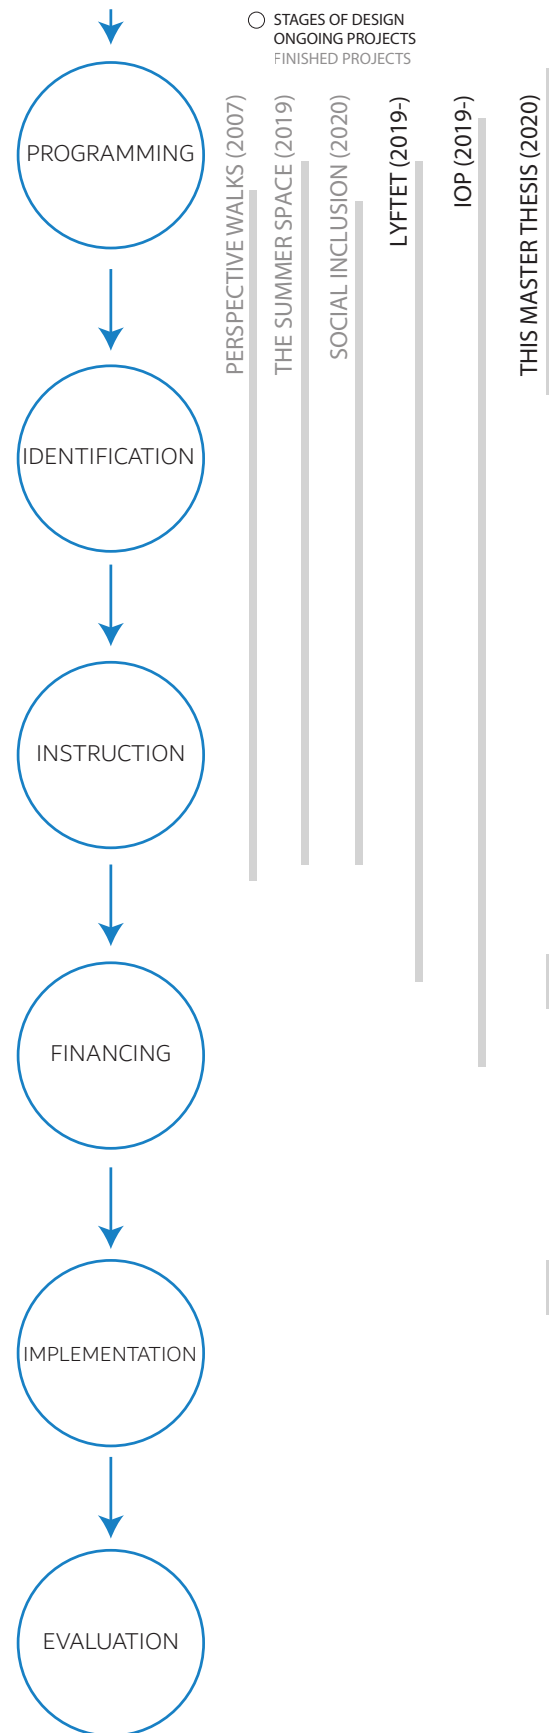 STAGES OF DESIGN
ONGOING PROJECTS
FINISHED PROJECTS
PERSPECTIVE WALKS (2007)
THE SUMMER SPACE (2019)
SOCIAL INCLUSION (2020)
LYFTET (2019-)
IOP (2019-)
THIS MASTER THESIS (2020)
PROGRAMMING
IDENTIFICATION
INSTRUCTION
FINANCING
IMPLEMENTATION
EVALUATION